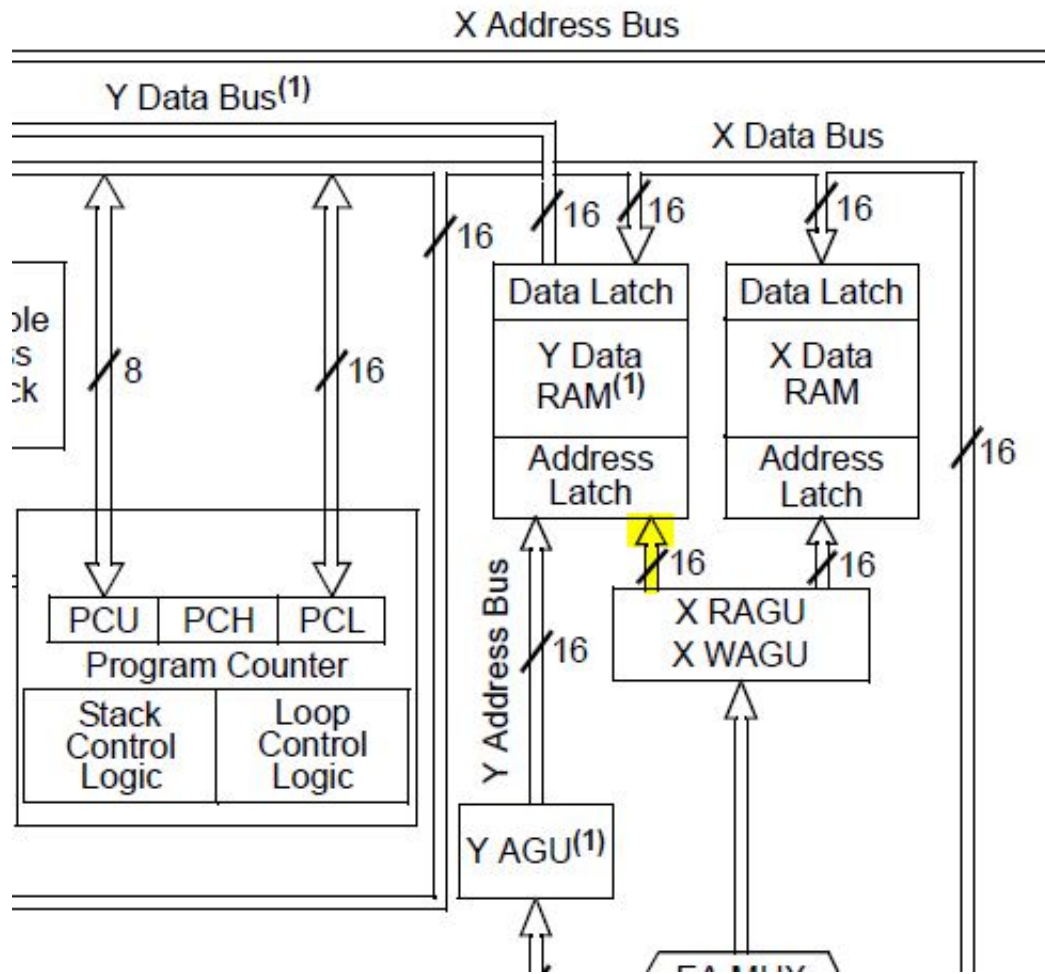 X Address Bus
Y Data Bus(1)
X Data Bus
16
16
16
16
Data Latch
Data Latch
Y Data
RAM(1)
X Data
RAM
8
16
16
Address
Latch
Address
Latch
16
16
PCU
PCH
PCL
Program Counter
X RAGU
X WAGU
Y Address Bus
16
Stack
Control
Logic
Loop
Control
Logic
Y AGU(1)